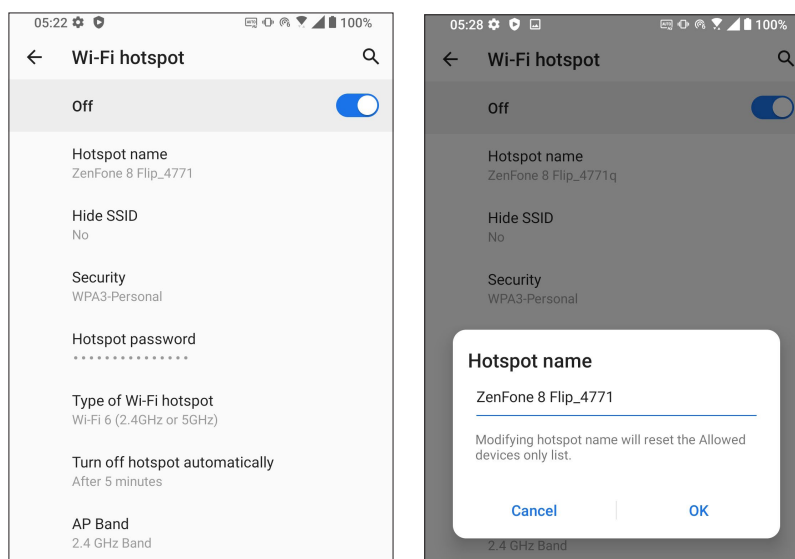 05:22
100%
Wi-Fi hotspot
Off
Hotspot name
ZenFone 8 Flip_4771
Hide SSID
No
Security
WPA3-Personal
Hotspot password
Type of Wi-Fi hotspot
Wi-Fi 6 (2.4GHz or 5GHz)
Turn off hotspot automatically
After 5 minutes
AP Band
2.4 GHz Band
05:28
100%
Wi-Fi hotspot
Off
Hotspot name
ZenFone 8 Flip_4771q
Hide SSID
No
Security
WPA3-Personal
Hotspot name
ZenFone 8 Flip_4771
Modifying hotspot name will reset the Allowed
devices only list.
Cancel
OK
2.4 GHz Band